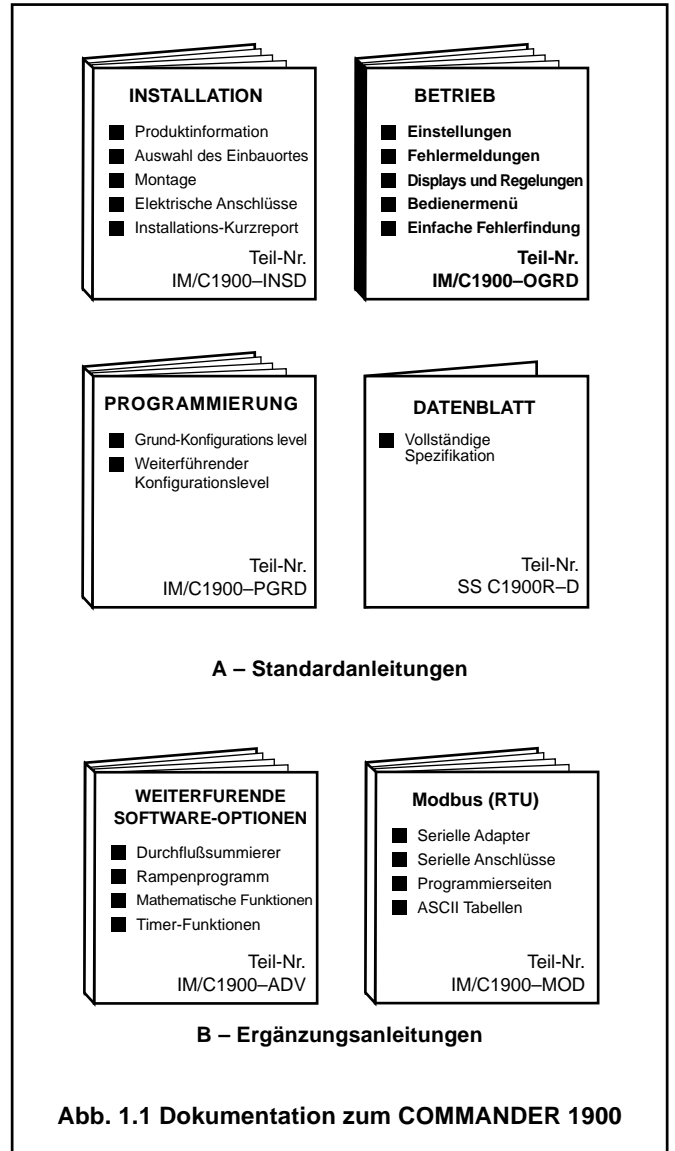 INSTALLATION
Produktinformation
Auswahl des Einbauortes
Montage
Elektrische Anschlüsse
Installations-Kurzreport
Teil-Nr.
IM/C1900–INSD
BETRIEB
Einstellungen
Fehlermeldungen
Displays und Regelungen
Bedienermenü
Einfache Fehlerfindung
Teil-Nr.
IM/C1900–OGRD
PROGRAMMIERUNG
Grund-Konfigurations level
Weiterführender
Konfigurationslevel
Teil-Nr.
IM/C1900–PGRD
DATENBLATT
Vollständige
Spezifikation
Teil-Nr.
SS C1900R–D
A – Standardanleitungen
WEITERFURENDE
SOFTWARE-OPTIONEN
Durchflußsummierer
Rampenprogramm
Mathematische Funktionen
Timer-Funktionen
Teil-Nr.
IM/C1900–ADV
Modbus (RTU)
Serielle Adapter
Serielle Anschlüsse
Programmierseiten
ASCII Tabellen
Teil-Nr.
IM/C1900–MOD
B – Ergänzungsanleitungen
Abb. 1.1 Dokumentation zum COMMANDER 1900